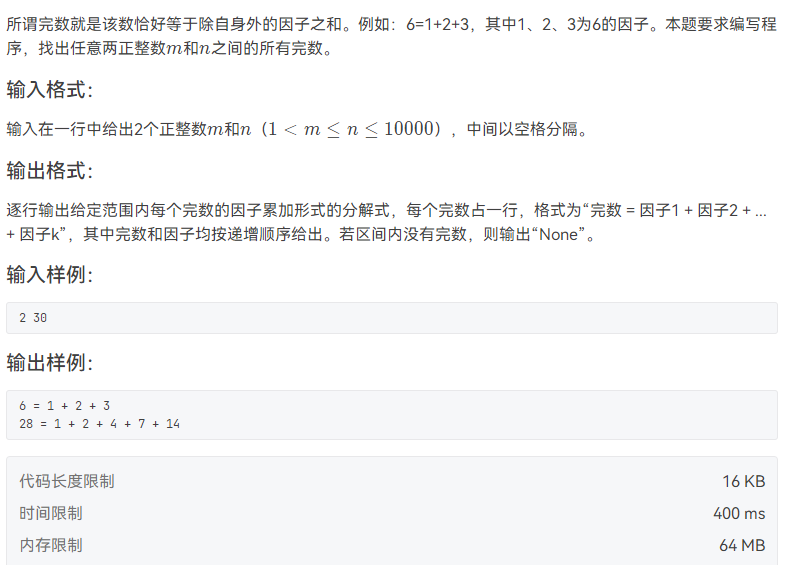 所谓完数就是该数恰好等于除自身外的因子之和。例如：6=1+2+3，其中1、2、3为6的因子。本题要求编写程
序，找出任意两正整数m和n之间的所有完数。
输入格式：
输入在一行中给出2个正整数m和n（1 < m ≤ n ≤ 10000），中间以空格分隔。
输出格式：
逐行输出给定范围内每个完数的因子累加形式的分解式，每个完数占一行，格式为“完数 = 因子1 + 因子2 + ...
+ 因子k”，其中完数和因子均按递增顺序给出。若区间内没有完数，则输出“None”。
输入样例：
2 30
输出样例：
6 = 1 + 2 + 3
28 = 1 + 2 + 4 + 7 + 14
代码长度限制 16 KB
时间限制 400 ms
内存限制 64 MB